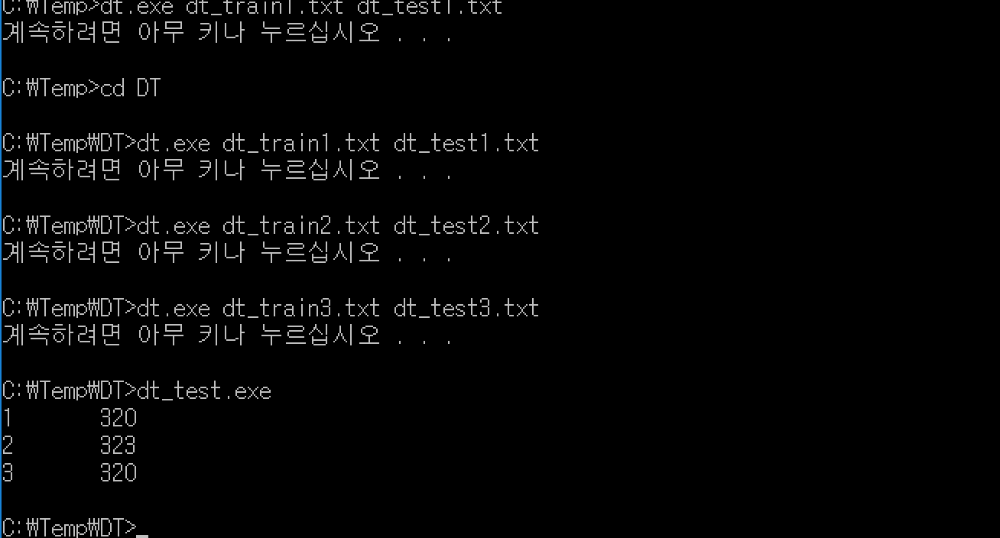 C:₩Temp>dt.exe dt_train1.txt dt_test1.txt
계속하려면 아무 키나 누르십시오 . . .
C:₩Temp>cd DT
C:₩Temp₩DT>dt.exe dt_train1.txt dt_test1.txt
계속하려면 아무 키나 누르십시오 . . .
C:₩Temp₩DT>dt.exe dt_train2.txt dt_test2.txt
계속하려면 아무 키나 누르십시오 . . .
C:₩Temp₩DT>dt.exe dt_train3.txt dt_test3.txt
계속하려면 아무 키나 누르십시오 . . .
C:₩Temp₩DT>dt_test.exe
1 320
2 323
3 320
C:₩Temp₩DT>